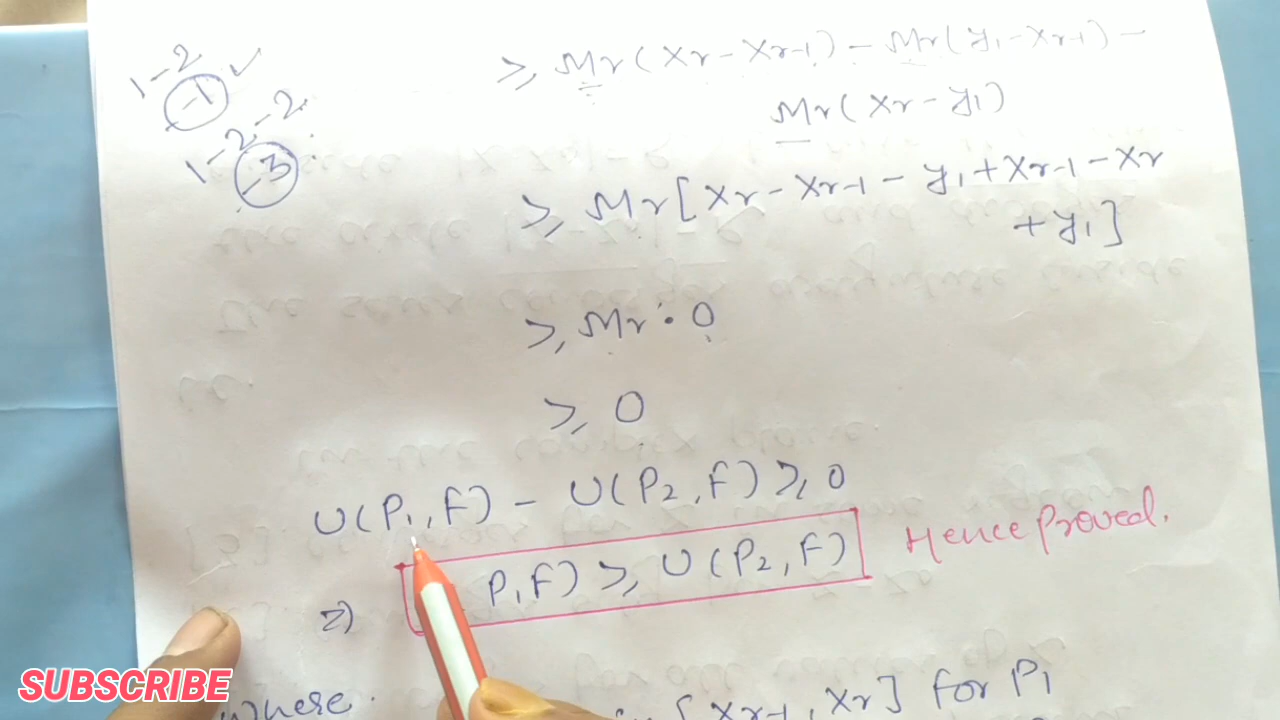 1-2
-1 ✓
1-2-2
-3
≥ Mr(xr-xr-1) - Mr(y1-xr-1) -
Mr(xr-y1)
≥ Mr[xr-xr-1 - y1+xr-1-xr
+y1]
≥ Mr·0
≥ 0
U(P1,F) - U(P2,F) ≥ 0
P1F) ≥ U(P2,F) Hence Proved.
where
[xr-1, xr] for P1
SUBSCRIBE